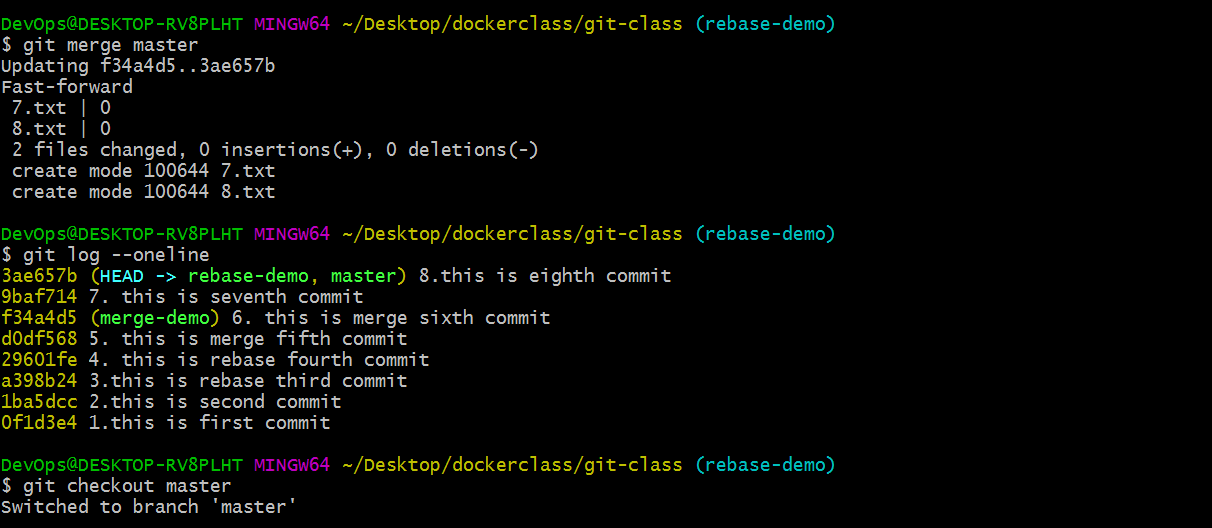 DevOps@DESKTOP-RV8PLHT MINGW64 ~/Desktop/dockerclass/git-class (rebase-demo)
$ git merge master
Updating f34a4d5..3ae657b
Fast-forward
 7.txt | 0
 8.txt | 0
 2 files changed, 0 insertions(+), 0 deletions(-)
 create mode 100644 7.txt
 create mode 100644 8.txt
DevOps@DESKTOP-RV8PLHT MINGW64 ~/Desktop/dockerclass/git-class (rebase-demo)
$ git log --oneline
3ae657b (HEAD -> rebase-demo, master) 8.this is eighth commit
9baf714 7. this is seventh commit
f34a4d5 (merge-demo) 6. this is merge sixth commit
d0df568 5. this is merge fifth commit
29601fe 4. this is rebase fourth commit
a398b24 3.this is rebase third commit
1ba5dcc 2.this is second commit
0f1d3e4 1.this is first commit
DevOps@DESKTOP-RV8PLHT MINGW64 ~/Desktop/dockerclass/git-class (rebase-demo)
$ git checkout master
Switched to branch 'master'